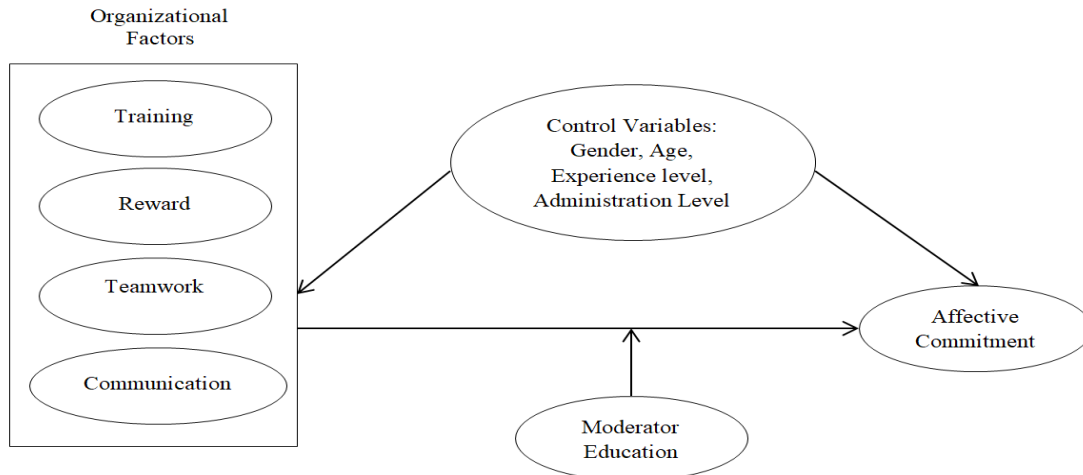 Organizational
Factors
Training
Reward
Teamwork
Communication
Control Variables:
Gender, Age,
Experience level,
Administration Level
Affective
Commitment
Moderator
Education